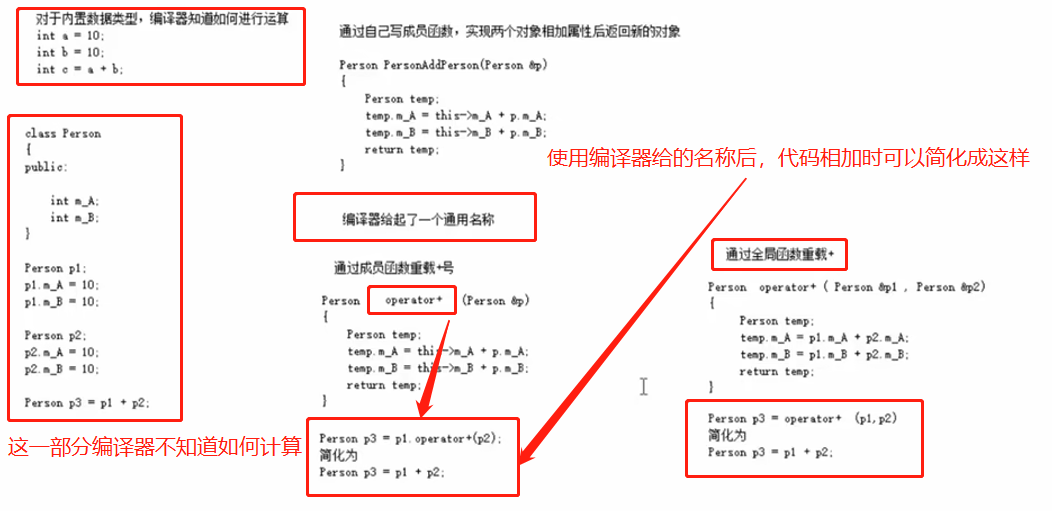 对于内置数据类型，编译器知道如何进行运算
int a = 10;
int b = 10;
int c = a + b;
class Person
{
public:
int m_A;
int m_B;
}
Person p1;
p1.m_A = 10;
p1.m_B = 10;
Person p2;
p2.m_A = 10;
p2.m_B = 10;
Person p3 = p1 + p2;
这一部分编译器不知道如何计算
通过自己写成员函数，实现两个对象相加属性后返回新的对象
Person PersonAddPerson(Person &p)
{
Person temp;
temp.m_A = this->m_A + p.m_A;
temp.m_B = this->m_B + p.m_B;
return temp;
}
使用编译器给的名称后，代码相加时可以简化成这样
编译器给起了一个通用名称
通过成员函数重载+号
Person operator+ (Person &p)
{
Person temp;
temp.m_A = this->m_A + p.m_A;
temp.m_B = this->m_B + p.m_B;
return temp;
}
Person p3 = p1.operator+(p2);
简化为
Person p3 = p1 + p2;
通过全局函数重载+
Person operator+ ( Person &p1 , Person &p2)
{
Person temp;
temp.m_A = p1.m_A + p2.m_A;
temp.m_B = p1.m_B + p2.m_B;
return temp;
}
Person p3 = operator+ (p1,p2)
简化为
Person p3 = p1 + p2;